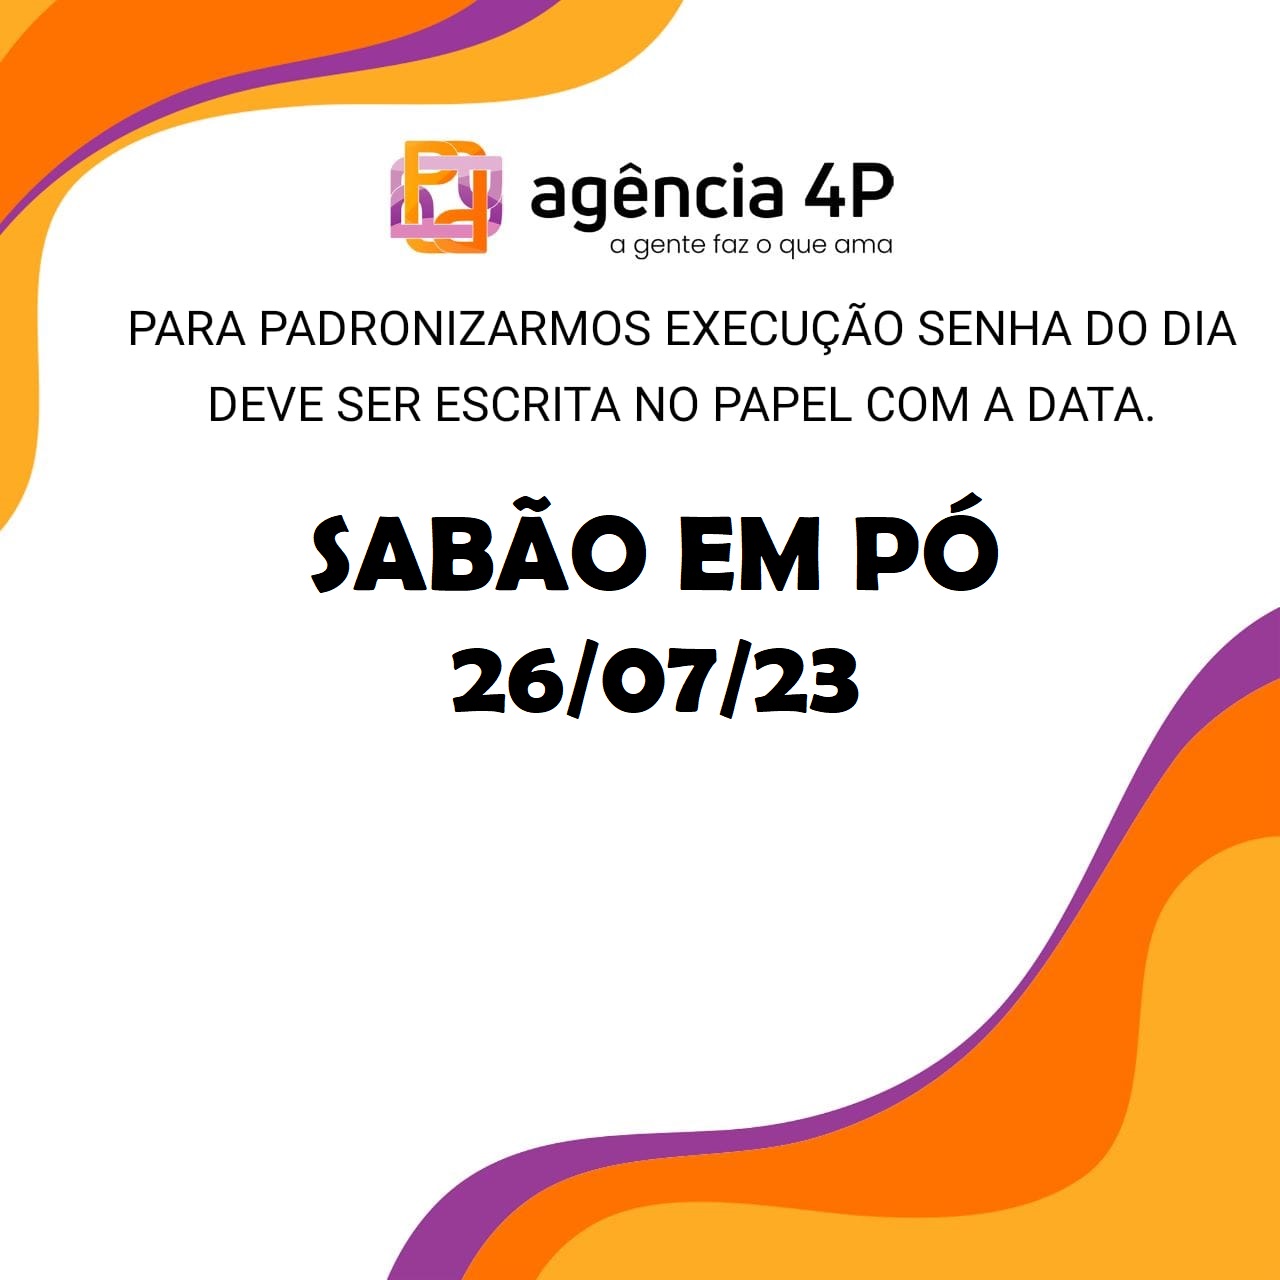 agência 4P
a gente faz o que ama
PARA PADRONIZARMOS EXECUÇÃO SENHA DO DIA
DEVE SER ESCRITA NO PAPEL COM A DATA.
SABÃO EM PÓ
26/07/23